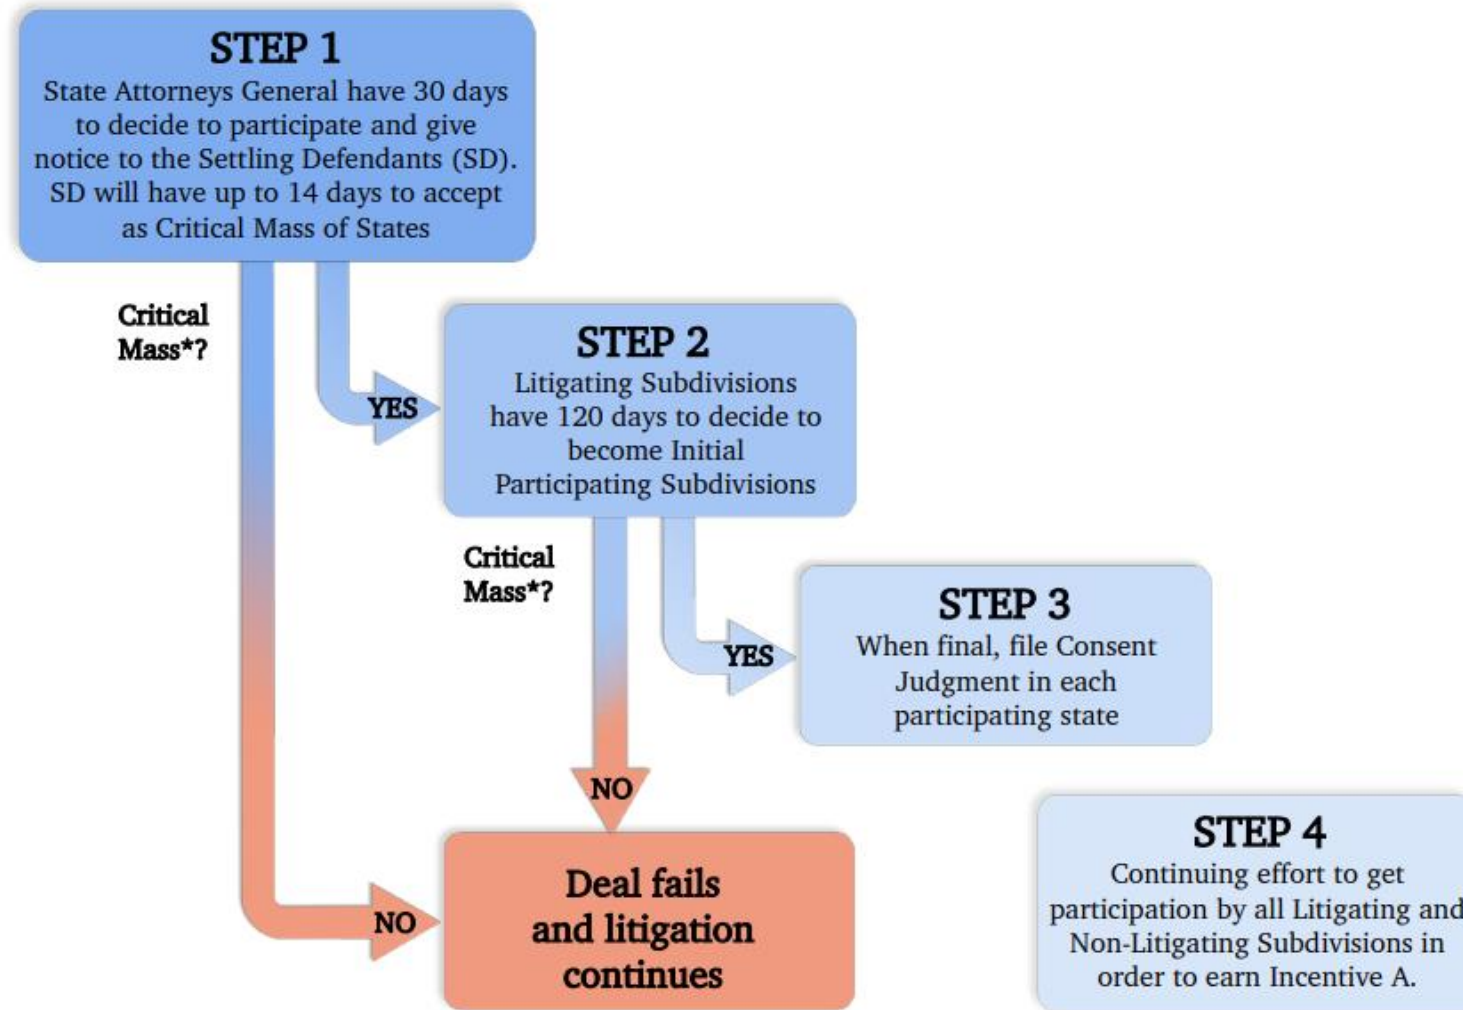 STEP 1
State Attorneys General have 30 days
to decide to participate and give
notice to the Settling Defendants (SD).
SD will have up to 14 days to accept
as Critical Mass of States
Critical
Mass*?
YES
STEP 2
Litigating Subdivisions
have 120 days to decide to
become Initial
Participating Subdivisions
Critical
Mass*?
YES
STEP 3
When final, file Consent
Judgment in each
participating state
NO
NO
Deal fails
and litigation
continues
STEP 4
Continuing effort to get
participation by all Litigating and
Non-Litigating Subdivisions in
order to earn Incentive A.